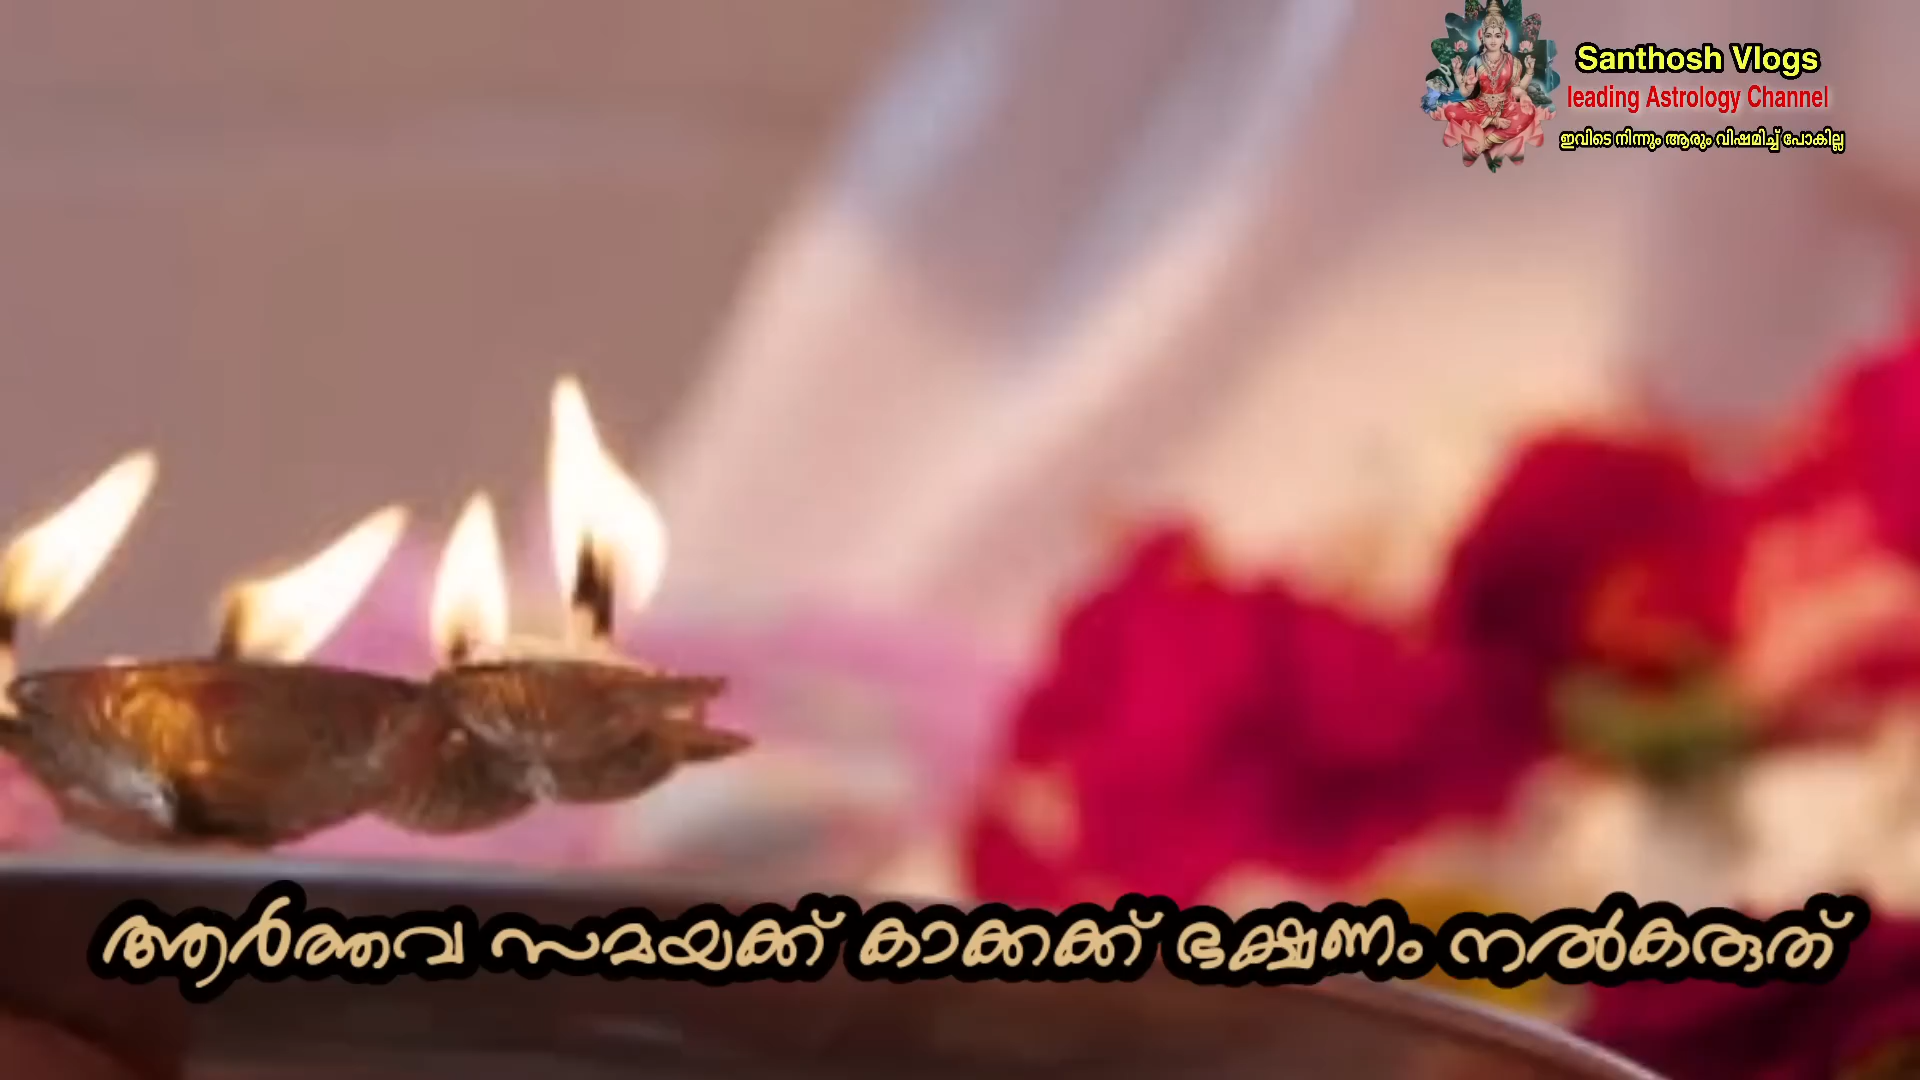 Santhosh Vlogs
leading Astrology Channel
ഇവിടെ നിന്നും ആരും വിഷമിച്ച് പോകില്ല
ആർത്തവ സമയക്ക് കാക്കക്ക് ഭക്ഷണം നൽകരുത്